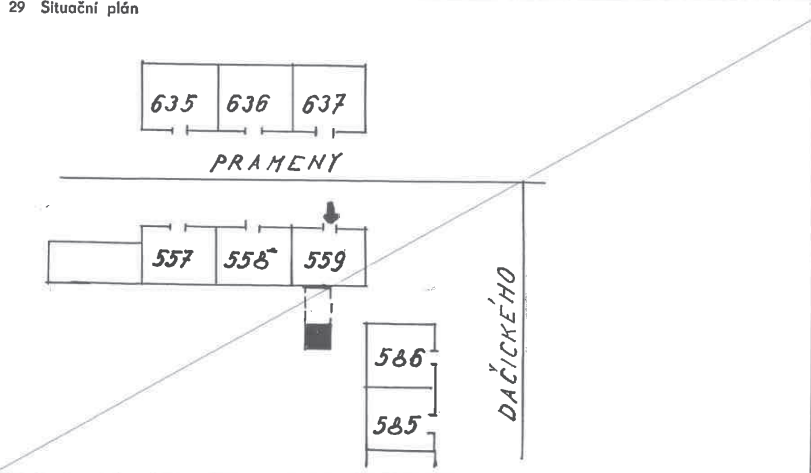 29 Situační plán
635 636 637
PRAMENY
557 558 559
586
585
DAČICKÉHO